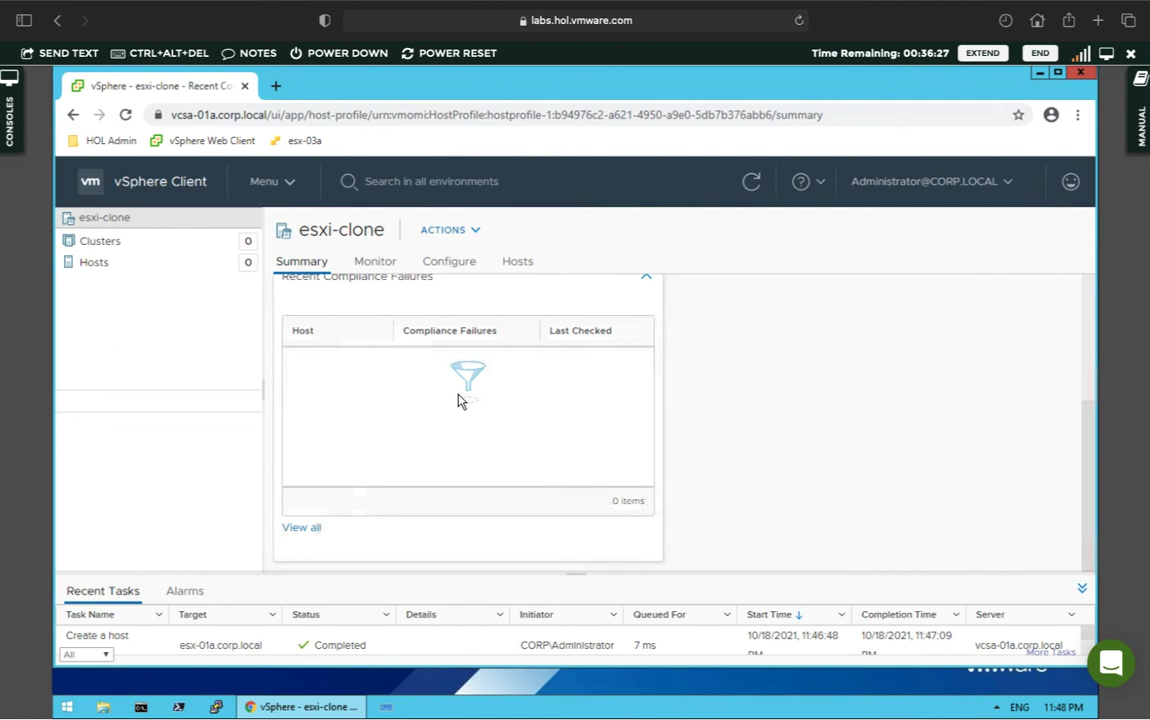 labs.hol.vmware.com
SEND TEXT CTRL+ALT+DEL NOTES POWER DOWN POWER RESET Time Remaining: 00:36:27 EXTEND END
CONSOLES
MANUAL
vSphere - esxi-clone - Recent Co
vcsa-01a.corp.local/ui/app/host-profile/urn:vmomi:HostProfile:hostprofile-1:b94976c2-a621-4950-a9e0-5db7b376abb6/summary
HOL Admin vSphere Web Client esx-03a
vm vSphere Client Menu Search in all environments Administrator@CORP.LOCAL
esxi-clone
Clusters 0
Hosts 0
esxi-clone ACTIONS
Summary Monitor Configure Hosts
Recent Compliance Failures
Host Compliance Failures Last Checked
0 items
View all
Recent Tasks Alarms
Task Name Target Status Details Initiator Queued For Start Time Completion Time Server
Create a host esx-01a.corp.local Completed CORP\Administrator 7 ms 10/18/2021, 11:46:48 PM 10/18/2021, 11:47:09 PM vcsa-01a.corp.local
All More Tasks
vSphere - esxi-clone ... ENG 11:48 PM